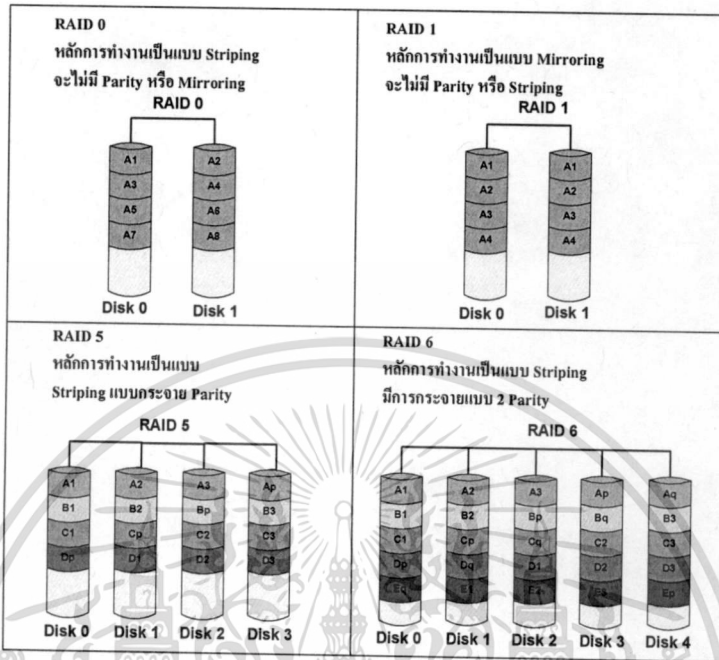 RAID 0
หลักการทำงานเป็นแบบ Striping
จะไม่มี Parity หรือ Mirroring
RAID 0
A1 A2
A3 A4
A5 A6
A7 A8
Disk 0 Disk 1
RAID 1
หลักการทำงานเป็นแบบ Mirroring
จะไม่มี Parity หรือ Striping
RAID 1
A1 A1
A2 A2
A3 A3
A4 A4
Disk 0 Disk 1
RAID 5
หลักการทำงานเป็นแบบ
Striping แบบกระจาย Parity
RAID 5
A1 A2 A3 Ap
B1 B2 Bp B3
C1 Cp C2 C3
Dp D1 D2 D3
Disk 0 Disk 1 Disk 2 Disk 3
RAID 6
หลักการทำงานเป็นแบบ Striping
มีการกระจายแบบ 2 Parity
RAID 6
A1 A2 A3 Ap Aq
B1 B2 Bp Bq B3
C1 Cp Cq C2 C3
Dp Dq D1 D2 D3
Eq E1 E2 E3 Ep
Disk 0 Disk 1 Disk 2 Disk 3 Disk 4